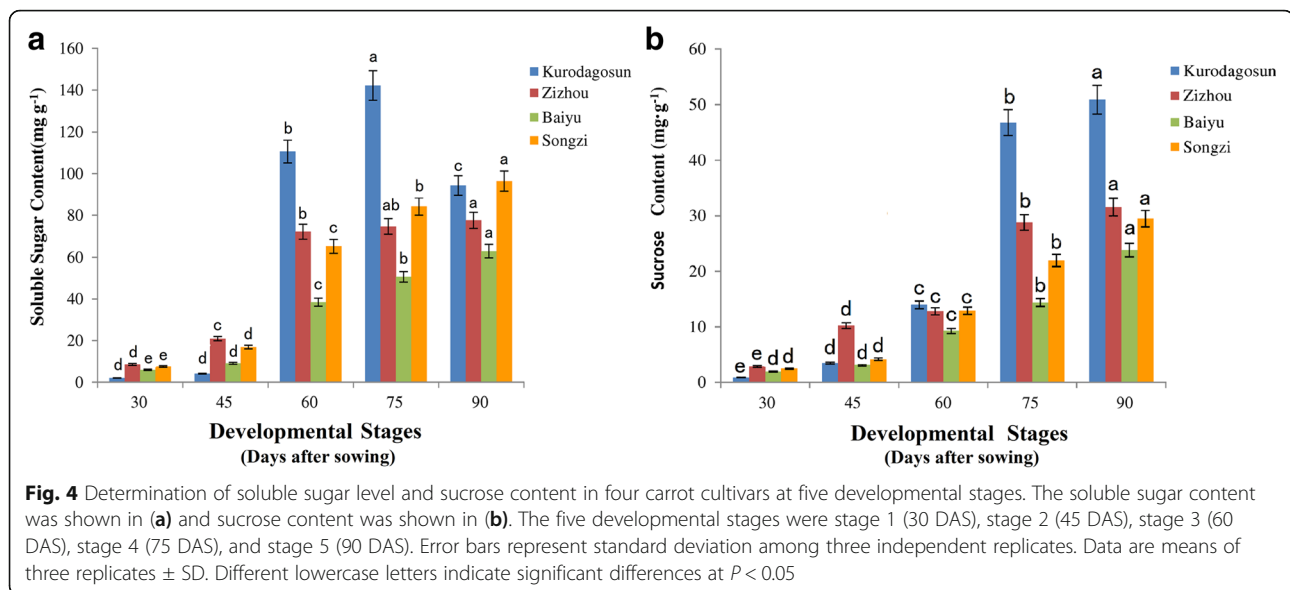 a
160
140
120
100
80
60
40
20
0
Soluble Sugar Content(mg g-1)
Kurodagosun
Zizhou
Baiyu
Songzi
d d e e
d d d d
b b c c
a ab b b
c a a a
30 45 60 75 90
Developmental Stages
(Days after sowing)
b
60
50
40
30
20
10
0
Sucrose Content (mg·g-1)
Kurodagosun
Zizhou
Baiyu
Songzi
e e d d
d d d d
c c c c
b b b b
a a a a
30 45 60 75 90
Developmental Stages
(Days after sowing)
Fig. 4 Determination of soluble sugar level and sucrose content in four carrot cultivars at five developmental stages. The soluble sugar content
was shown in (a) and sucrose content was shown in (b). The five developmental stages were stage 1 (30 DAS), stage 2 (45 DAS), stage 3 (60
DAS), stage 4 (75 DAS), and stage 5 (90 DAS). Error bars represent standard deviation among three independent replicates. Data are means of
three replicates ± SD. Different lowercase letters indicate significant differences at P < 0.05